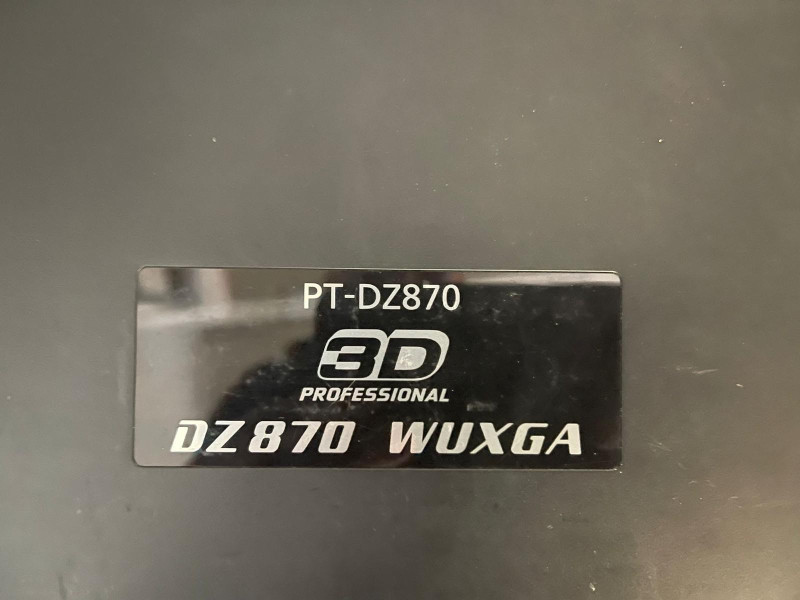 PT-DZ870
3D
PROFESSIONAL
DZ870 WUXGA